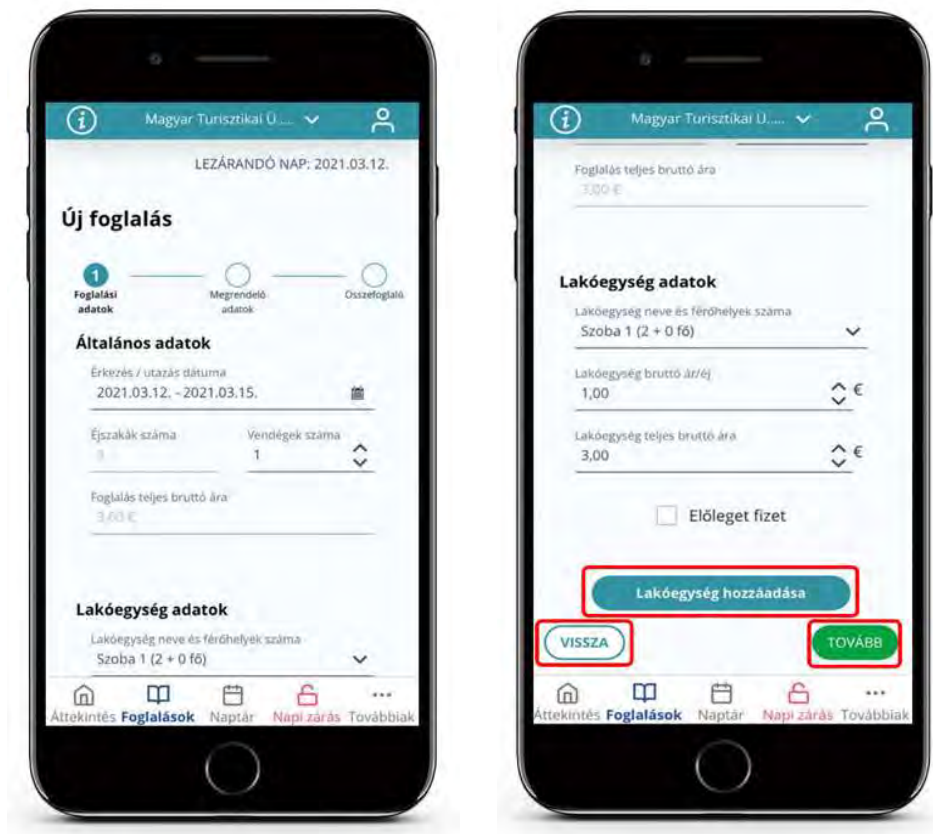 Magyar Turisztikai Ü.... 
LEZÁRANDÓ NAP: 2021.03.12.
Új foglalás
1
Foglalási adatok
Megrendelő adatok
Összefoglaló
Általános adatok
Érkezés / utazás dátuma
2021.03.12. - 2021.03.15.
Éjszakák száma
Vendégek száma
3
1
Foglalás teljes bruttó ára
3,00 €
Lakóegység adatok
Lakóegység neve és férőhelyek száma
Szoba 1 (2 + 0 fő)
Áttekintés Foglalások Naptár Napi zárás Továbbiak
Magyar Turisztikai Ü.....
Foglalás teljes bruttó ára
3,00 €
Lakóegység adatok
Lakóegység neve és férőhelyek száma
Szoba 1 (2 + 0 fő)
Lakóegység bruttó ár/éj
1,00 €
Lakóegység teljes bruttó ára
3,00 €
Előleget fizet
Lakóegység hozzáadása
VISSZA
TOVÁBB
Áttekintés Foglalások Naptár Napi zárás Továbbiak